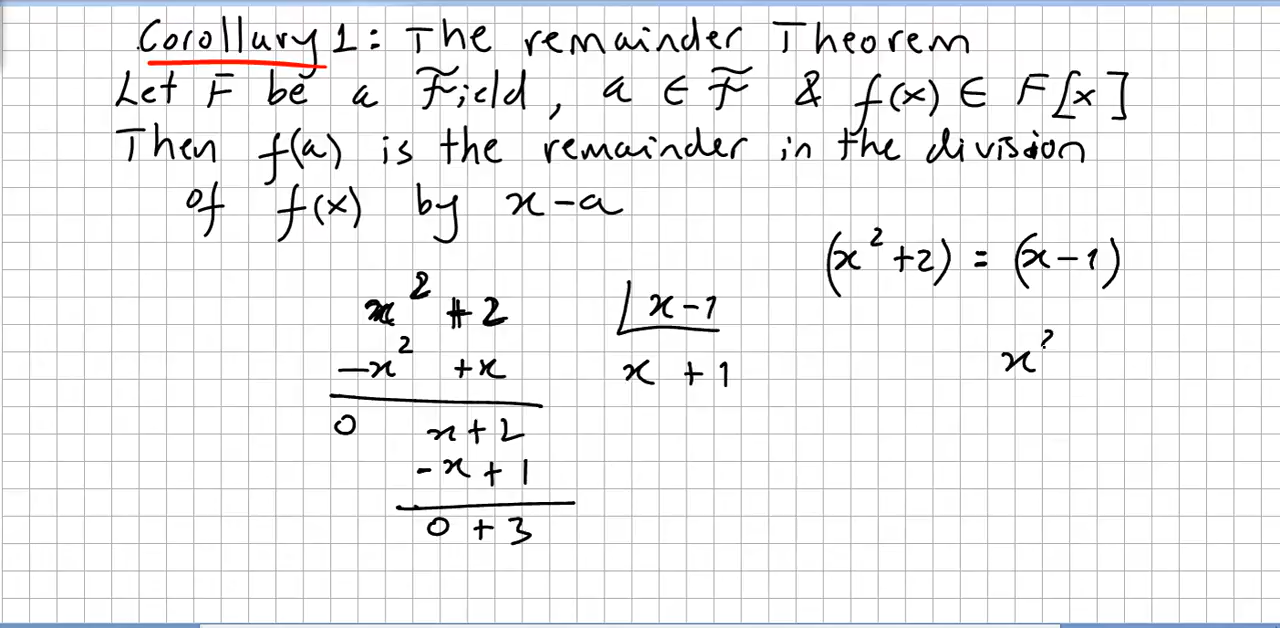 Corollary 1: The remainder Theorem
Let F be a Field, a ∈ F & f(x) ∈ F[x]
Then f(a) is the remainder in the division
of f(x) by x-a
(x² +2) = (x-1)
x² +2 x-1
-x² +x x +1
0 x+2
-x+1
0+3
x²